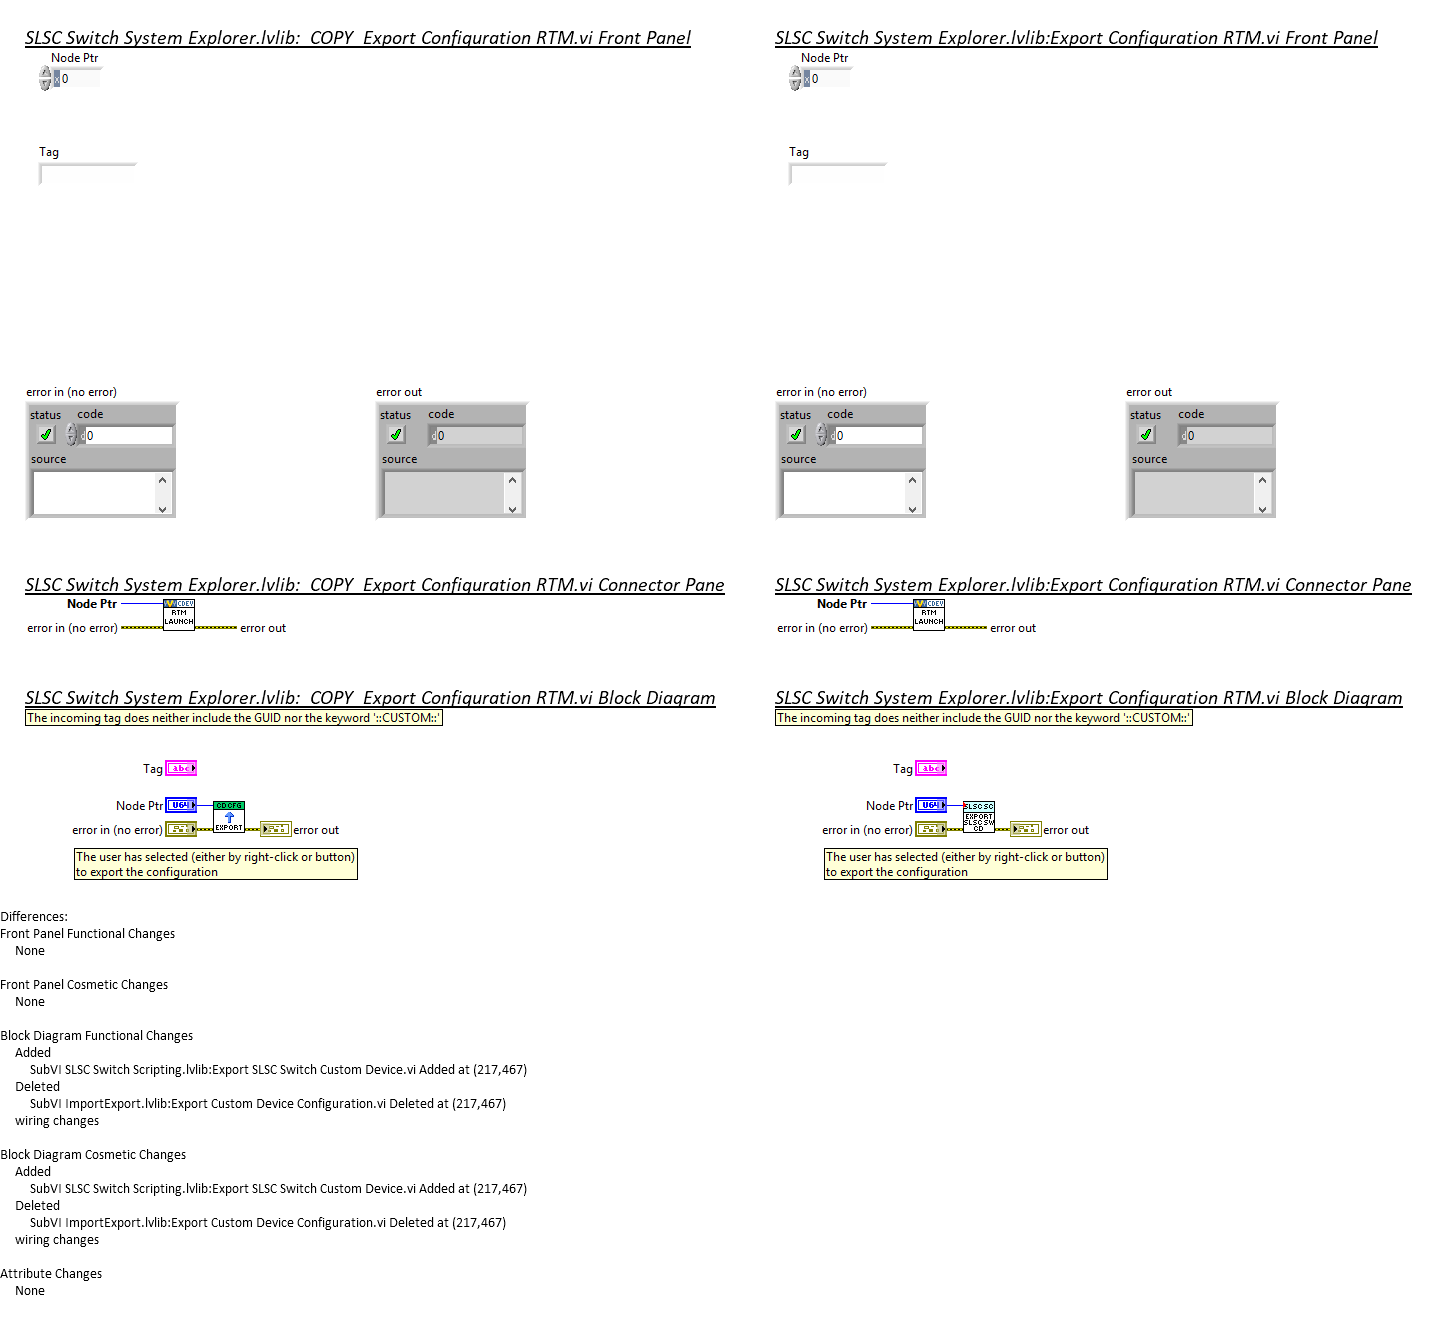 SLSC Switch System Explorer.lvlib:_COPY_Export Configuration RTM.vi Front Panel
Node Ptr
x 0
Tag
error in (no error)
error out
status code
d 0
source
status code
d 0
source
SLSC Switch System Explorer.lvlib:Export Configuration RTM.vi Front Panel
Node Ptr
x 0
Tag
error in (no error)
error out
status code
d 0
source
status code
d 0
source
SLSC Switch System Explorer.lvlib:_COPY_Export Configuration RTM.vi Connector Pane
Node Ptr
CDEV
RTM
LAUNCH
error in (no error)
error out
SLSC Switch System Explorer.lvlib:Export Configuration RTM.vi Connector Pane
Node Ptr
CDEV
RTM
LAUNCH
error in (no error)
error out
SLSC Switch System Explorer.lvlib:_COPY_Export Configuration RTM.vi Block Diagram
The incoming tag does neither include the GUID nor the keyword '::CUSTOM::'
Tag abc
Node Ptr U64
CD CFG
EXPORT
error in (no error)
error out
The user has selected (either by right-click or button)
to export the configuration
SLSC Switch System Explorer.lvlib:Export Configuration RTM.vi Block Diagram
The incoming tag does neither include the GUID nor the keyword '::CUSTOM::'
Tag abc
Node Ptr U64
SLSC SC
EXPORT
SLSC SW
CD
error in (no error)
error out
The user has selected (either by right-click or button)
to export the configuration
Differences:
Front Panel Functional Changes
None
Front Panel Cosmetic Changes
None
Block Diagram Functional Changes
Added
SubVI SLSC Switch Scripting.lvlib:Export SLSC Switch Custom Device.vi Added at (217,467)
Deleted
SubVI ImportExport.lvlib:Export Custom Device Configuration.vi Deleted at (217,467)
wiring changes
Block Diagram Cosmetic Changes
Added
SubVI SLSC Switch Scripting.lvlib:Export SLSC Switch Custom Device.vi Added at (217,467)
Deleted
SubVI ImportExport.lvlib:Export Custom Device Configuration.vi Deleted at (217,467)
wiring changes
Attribute Changes
None